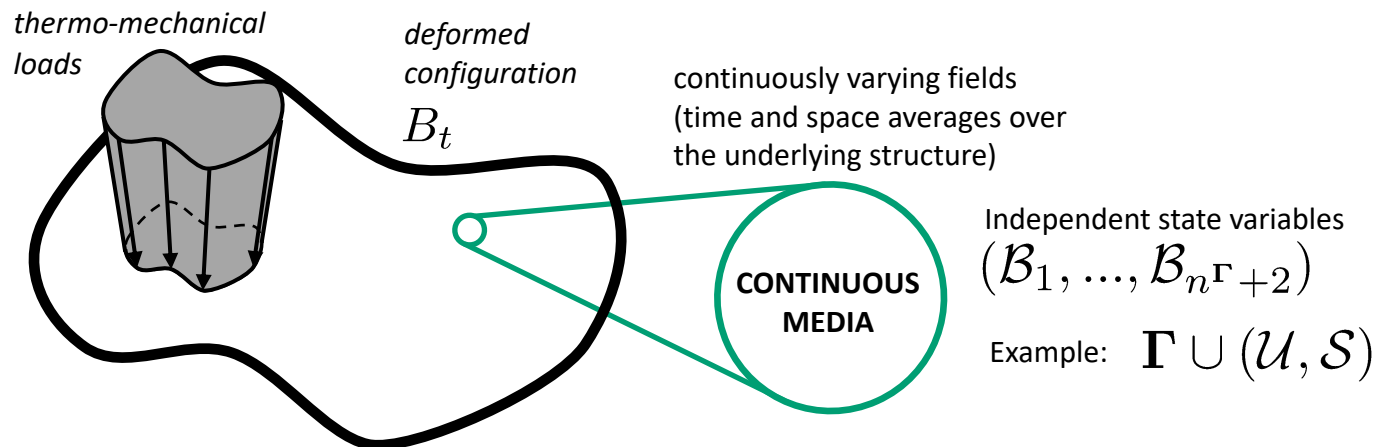 thermo-mechanical
loads
deformed
configuration
B_t
continuously varying fields
(time and space averages over
the underlying structure)
CONTINUOUS
MEDIA
Independent state variables
(ℬ₁, ..., ℬ_{n^𝚪+2})
Example: 𝚪 ∪ (𝒰, 𝒮)